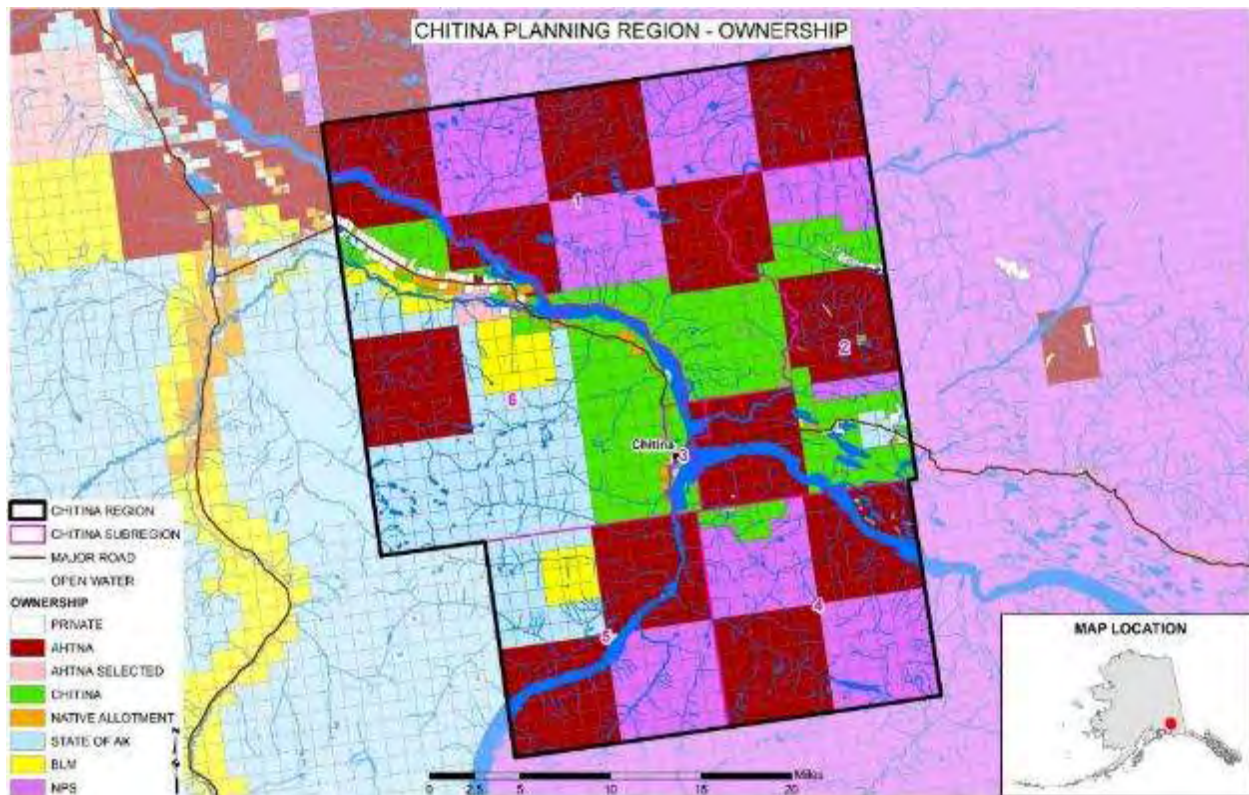 CHITINA PLANNING REGION - OWNERSHIP
1
2
6
Chitina
3
4
5
CHITINA REGION
CHITINA SUBREGION
MAJOR ROAD
OPEN WATER
OWNERSHIP
PRIVATE
AHTNA
AHTNA SELECTED
CHITINA
NATIVE ALLOTMENT
STATE OF AK
BLM
NPS
0 2.5 5 10 15 20
Miles
MAP LOCATION